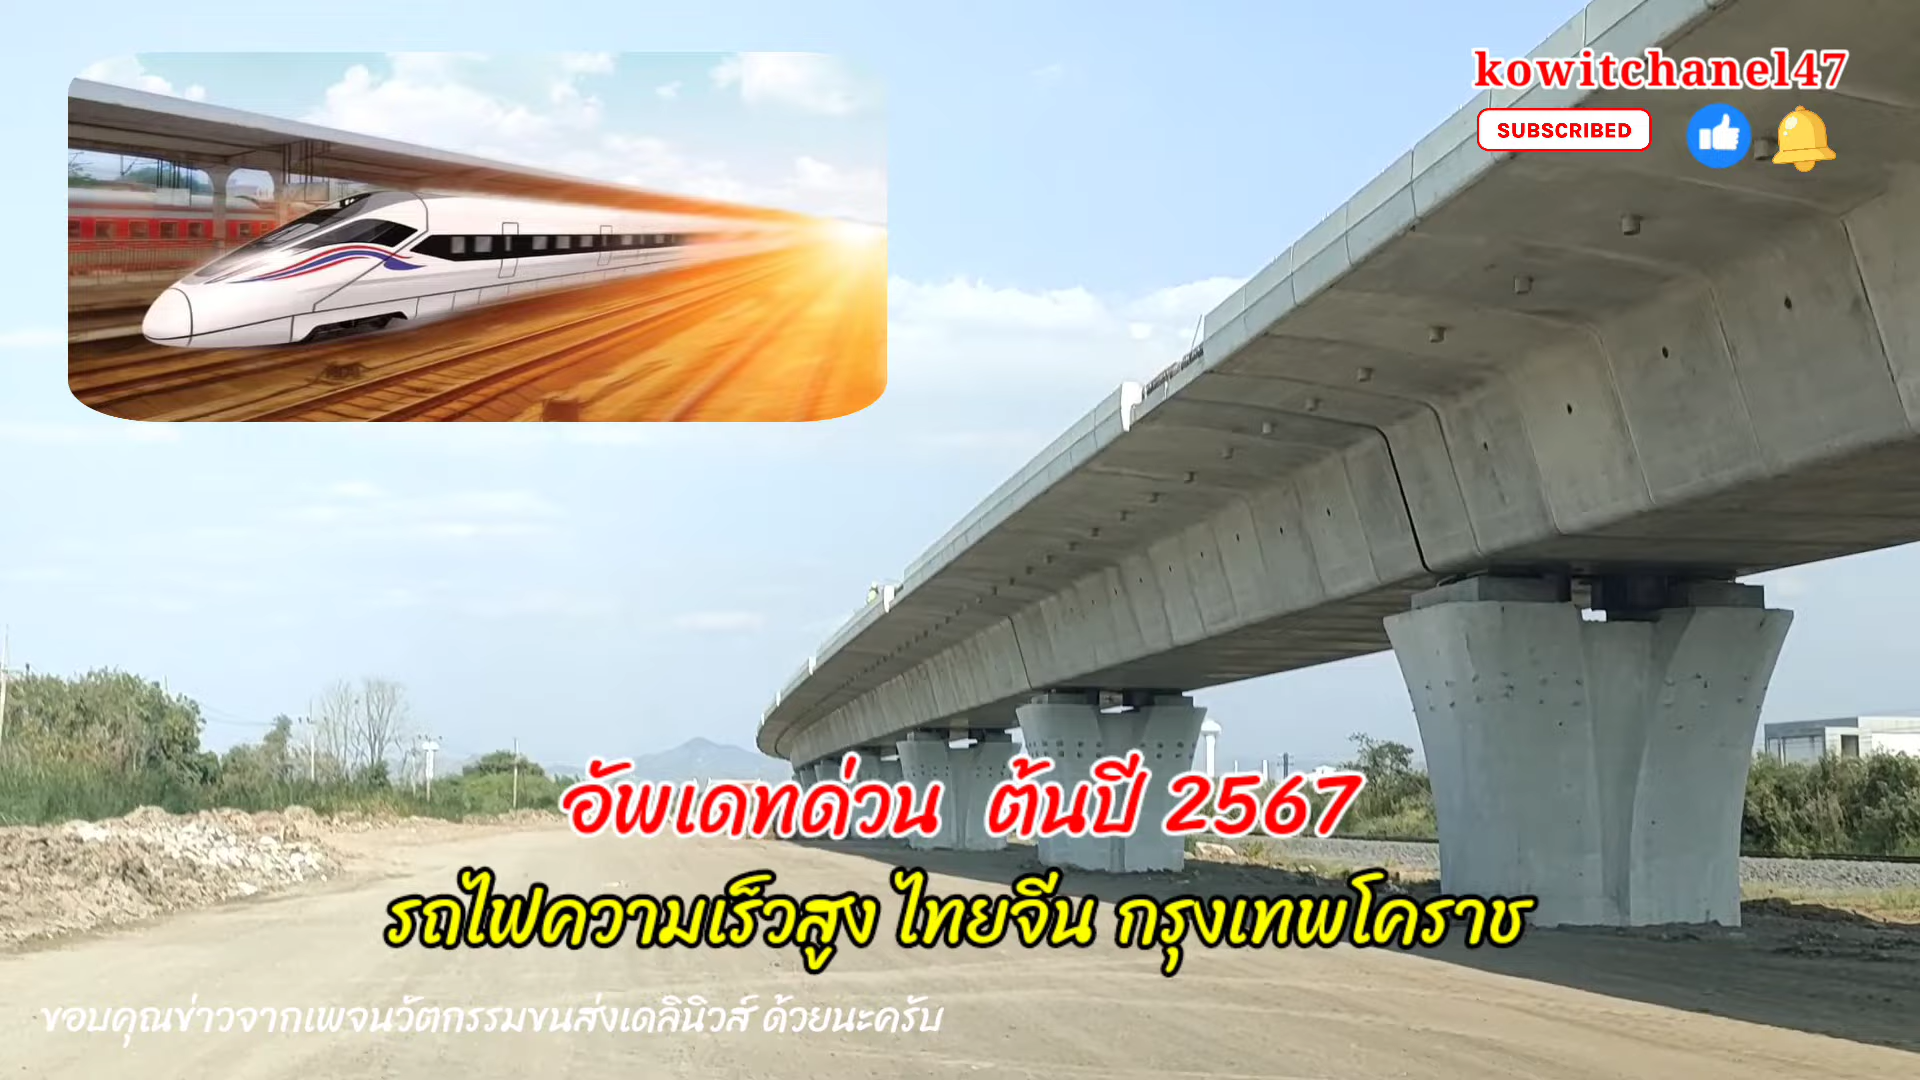 kowitchanel47
SUBSCRIBED
อัพเดทด่วน ต้นปี 2567
รถไฟความเร็วสูง ไทยจีน กรุงเทพโคราช
ขอบคุณข่าวจากเพจนวัตกรรมขนส่งเดลินิวส์ ด้วยนะครับ